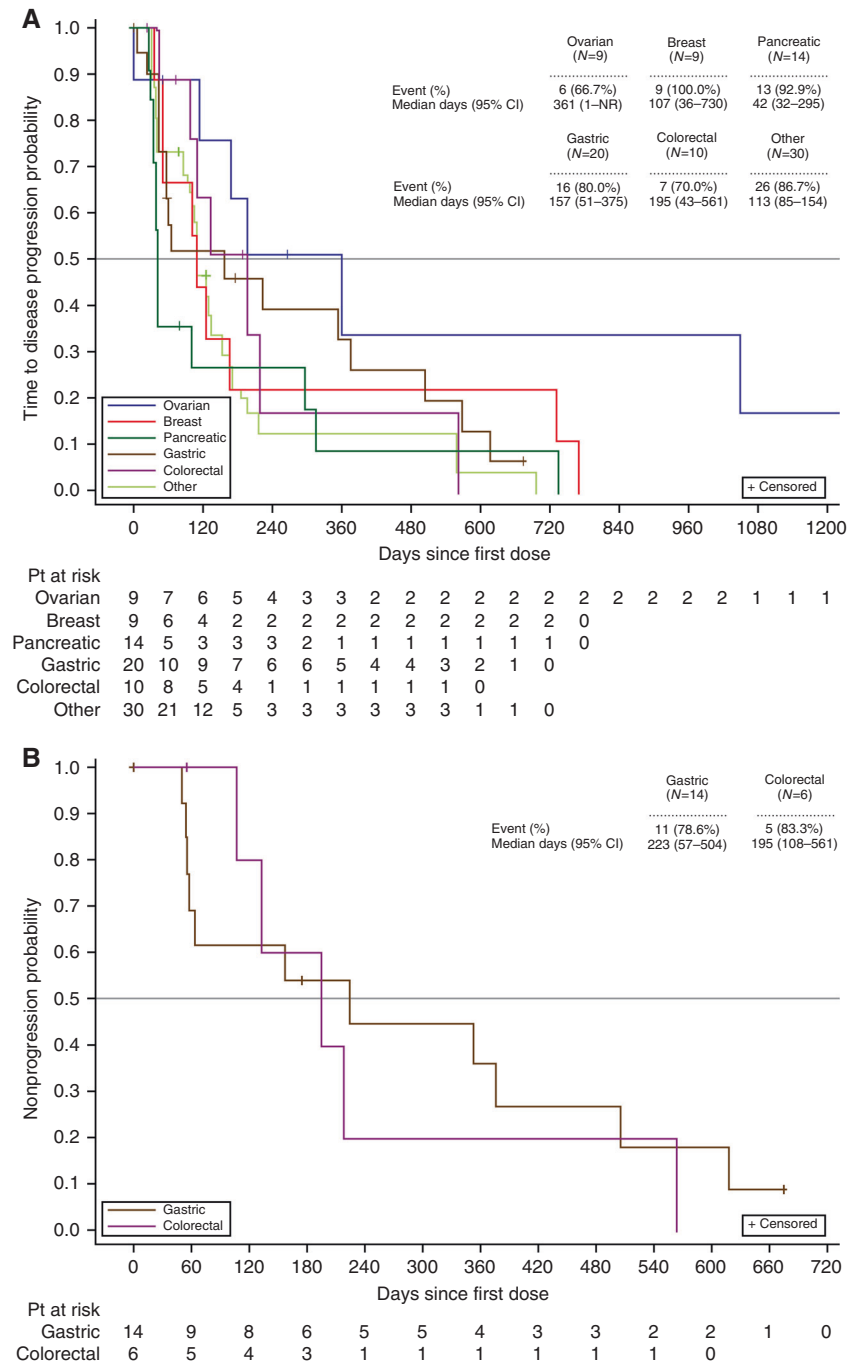 A
Ovarian Breast Pancreatic
(N=9) (N=9) (N=14)
Event (%) 6 (66.7%) 9 (100.0%) 13 (92.9%)
Median days (95% CI) 361 (1–NR) 107 (36–730) 42 (32–295)
Gastric Colorectal Other
(N=20) (N=10) (N=30)
Event (%) 16 (80.0%) 7 (70.0%) 26 (86.7%)
Median days (95% CI) 157 (51–375) 195 (43–561) 113 (85–154)
Time to disease progression probability
1.0
0.9
0.8
0.7
0.6
0.5
0.4
0.3
0.2
0.1
0.0
Ovarian
Breast
Pancreatic
Gastric
Colorectal
Other
+ Censored
0 120 240 360 480 600 720 840 960 1080 1200
Days since first dose
Pt at risk
Ovarian 9 7 6 5 4 3 3 2 2 2 2 2 2 2 2 2 2 2 1 1 1
Breast 9 6 4 2 2 2 2 2 2 2 2 2 2 0
Pancreatic 14 5 3 3 3 2 1 1 1 1 1 1 1 0
Gastric 20 10 9 7 6 6 5 4 4 3 2 1 0
Colorectal 10 8 5 4 1 1 1 1 1 1 0
Other 30 21 12 5 3 3 3 3 3 3 1 1 0
B
Gastric Colorectal
(N=14) (N=6)
Event (%) 11 (78.6%) 5 (83.3%)
Median days (95% CI) 223 (57–504) 195 (108–561)
Nonprogression probability
1.0
0.9
0.8
0.7
0.6
0.5
0.4
0.3
0.2
0.1
0.0
Gastric
Colorectal
+ Censored
0 60 120 180 240 300 360 420 480 540 600 660 720
Days since first dose
Pt at risk
Gastric 14 9 8 6 5 5 4 3 3 2 2 1 0
Colorectal 6 5 4 3 1 1 1 1 1 1 0